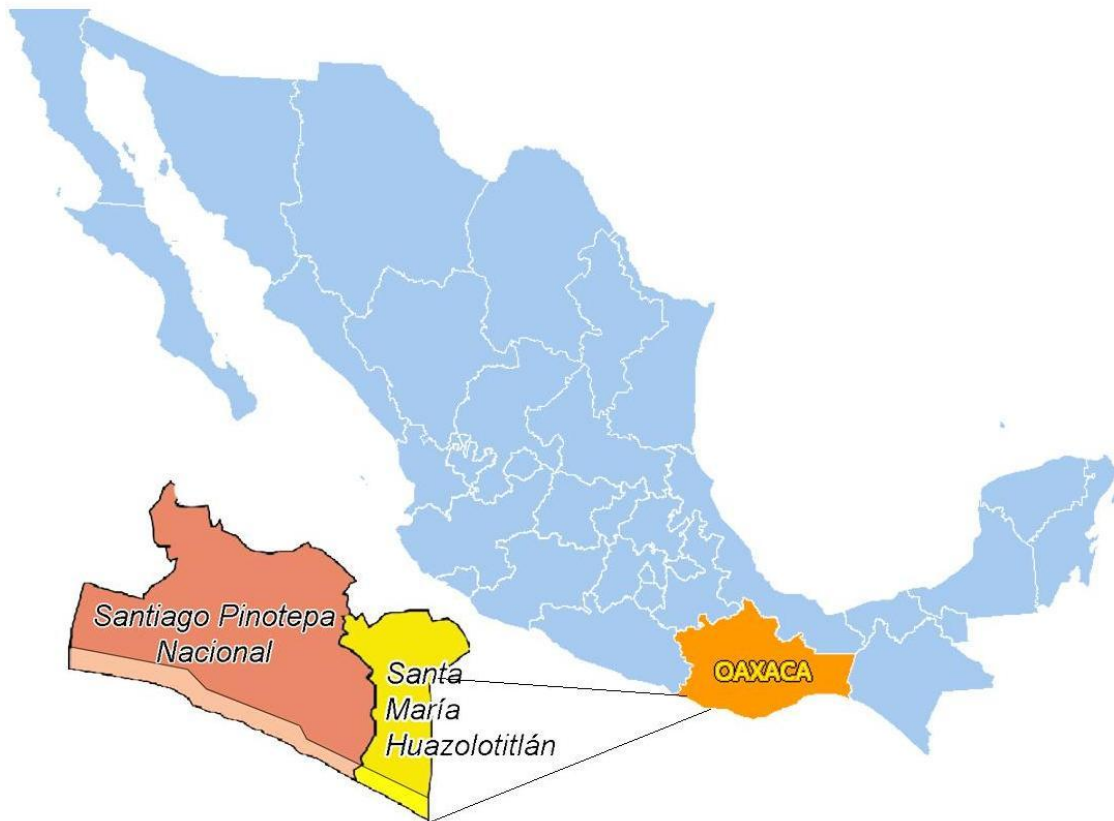 Santiago Pinotepa
Nacional
Santa
María
Huazolotitlán
OAXACA